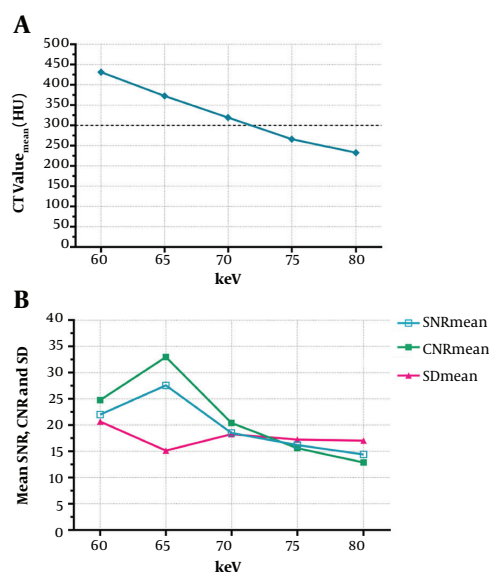 A
CT Value mean (HU)
500
450
400
350
300
250
200
150
100
50
0
60 65 70 75 80
keV
B
Mean SNR, CNR and SD
40
35
30
25
20
15
10
5
0
60 65 70 75 80
keV
SNRmean
CNRmean
SDmean